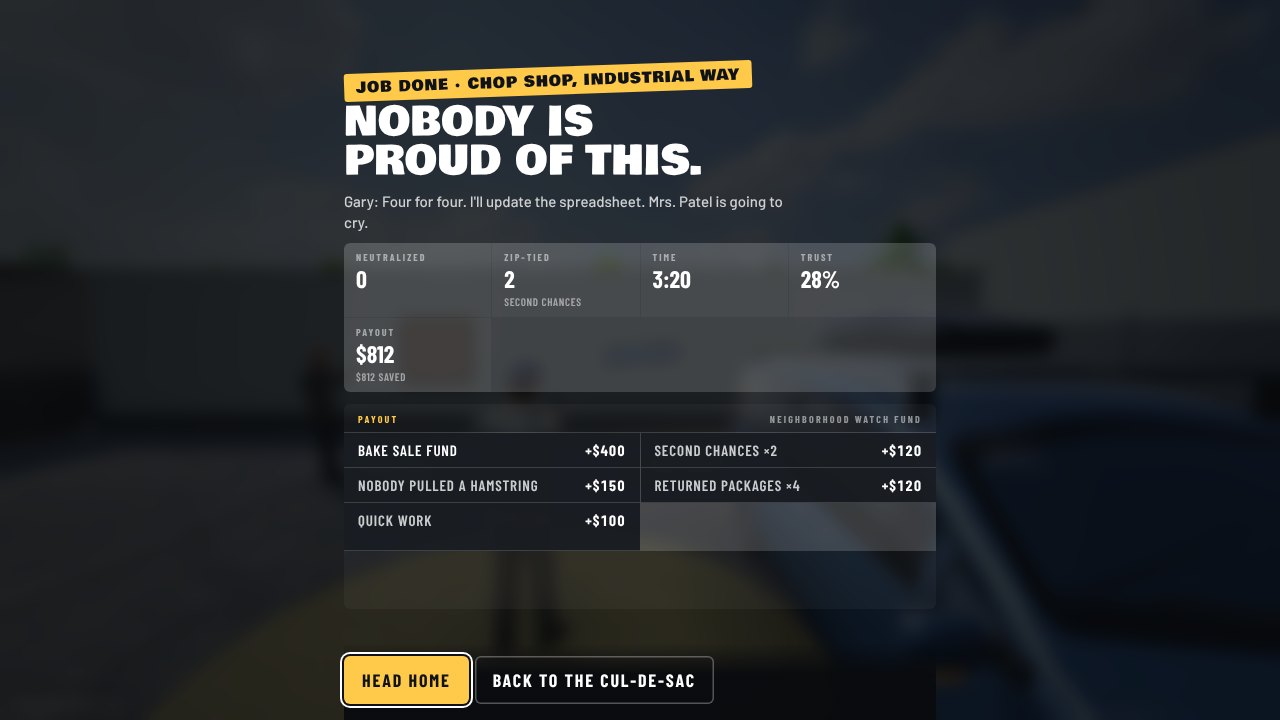 JOB DONE · CHOP SHOP, INDUSTRIAL WAY
NOBODY IS
PROUD OF THIS.
Gary: Four for four. I'll update the spreadsheet. Mrs. Patel is going to
cry.
NEUTRALIZED
0
ZIP-TIED
2
SECOND CHANCES
TIME
3:20
TRUST
28%
PAYOUT
$812
$812 SAVED
PAYOUT
NEIGHBORHOOD WATCH FUND
BAKE SALE FUND +$400
SECOND CHANCES ×2 +$120
NOBODY PULLED A HAMSTRING +$150
RETURNED PACKAGES ×4 +$120
QUICK WORK +$100
HEAD HOME
BACK TO THE CUL-DE-SAC